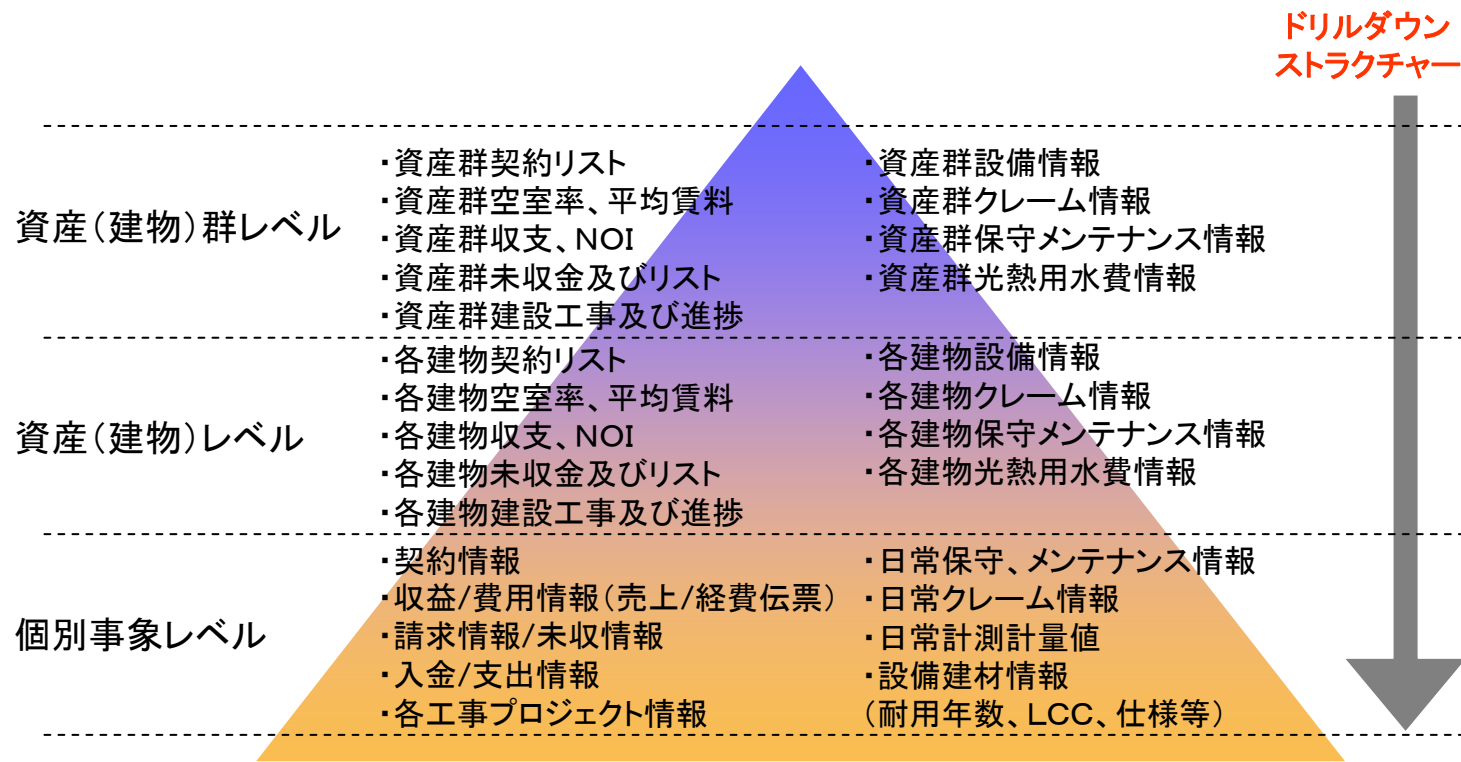 ドリルダウン
ストラクチャー
資産(建物)群レベル
・資産群契約リスト
・資産群空室率、平均賃料
・資産群収支、NOI
・資産群未収金及びリスト
・資産群建設工事及び進捗
・資産群設備情報
・資産群クレーム情報
・資産群保守メンテナンス情報
・資産群光熱用水費情報
資産(建物)レベル
・各建物契約リスト
・各建物空室率、平均賃料
・各建物収支、NOI
・各建物未収金及びリスト
・各建物建設工事及び進捗
・各建物設備情報
・各建物クレーム情報
・各建物保守メンテナンス情報
・各建物光熱用水費情報
個別事象レベル
・契約情報
・収益/費用情報(売上/経費伝票)
・請求情報/未収情報
・入金/支出情報
・各工事プロジェクト情報
・日常保守、メンテナンス情報
・日常クレーム情報
・日常計測計量値
・設備建材情報
(耐用年数、LCC、仕様等)